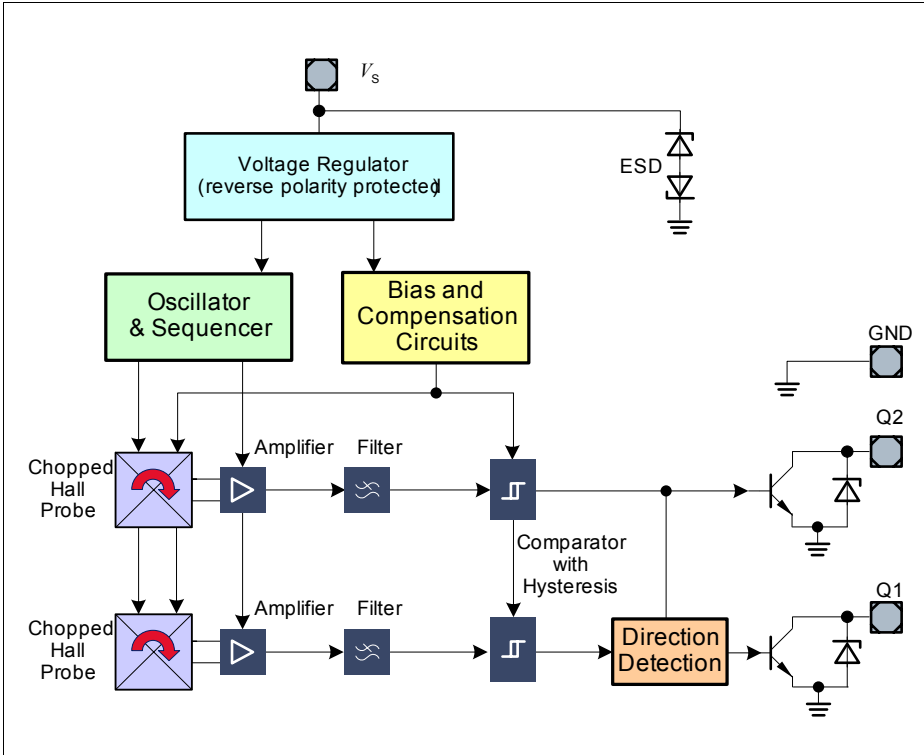 VS
Voltage Regulator
(reverse polarity protected)
ESD
Oscillator
& Sequencer
Bias and
Compensation
Circuits
GND
Q2
Amplifier
Filter
Chopped
Hall
Probe
Comparator
with
Hysteresis
Q1
Amplifier
Filter
Chopped
Hall
Probe
Direction
Detection